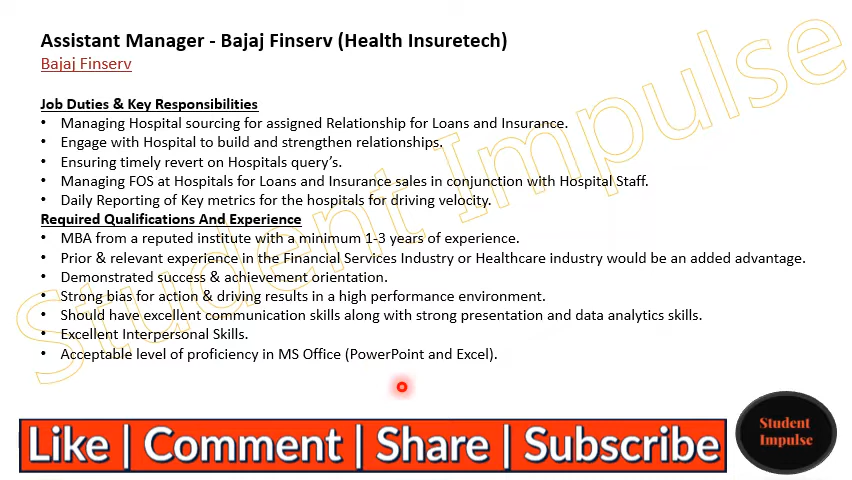 Assistant Manager - Bajaj Finserv (Health Insuretech)
Bajaj Finserv
Job Duties & Key Responsibilities
• Managing Hospital sourcing for assigned Relationship for Loans and Insurance.
• Engage with Hospital to build and strengthen relationships.
• Ensuring timely revert on Hospitals query's.
• Managing FOS at Hospitals for Loans and Insurance sales in conjunction with Hospital Staff.
• Daily Reporting of Key metrics for the hospitals for driving velocity.
Required Qualifications And Experience
• MBA from a reputed institute with a minimum 1-3 years of experience.
• Prior & relevant experience in the Financial Services Industry or Healthcare industry would be an added advantage.
• Demonstrated success & achievement orientation.
• Strong bias for action & driving results in a high performance environment.
• Should have excellent communication skills along with strong presentation and data analytics skills.
• Excellent Interpersonal Skills.
• Acceptable level of proficiency in MS Office (PowerPoint and Excel).
Student Impulse
Like | Comment | Share | Subscribe
Student
Impulse